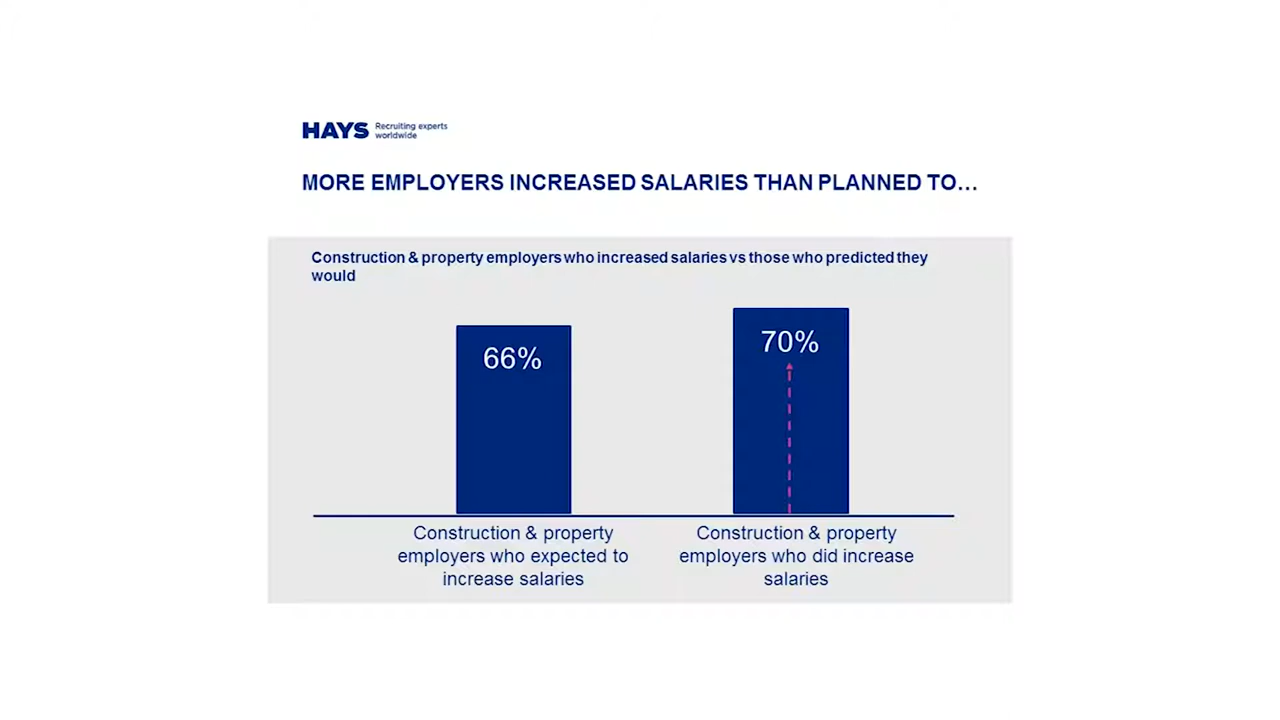 HAYS Recruiting experts
worldwide
MORE EMPLOYERS INCREASED SALARIES THAN PLANNED TO…
Construction & property employers who increased salaries vs those who predicted they
would
66%
70%
Construction & property
employers who expected to
increase salaries
Construction & property
employers who did increase
salaries